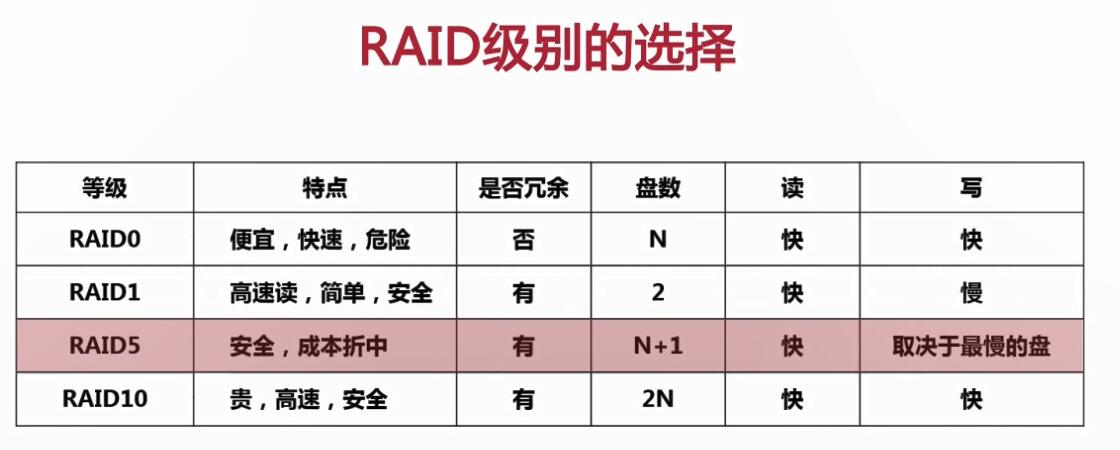 RAID级别的选择
等级 特点 是否冗余 盘数 读 写
RAID0 便宜，快速，危险 否 N 快 快
RAID1 高速读，简单，安全 有 2 快 慢
RAID5 安全，成本折中 有 N+1 快 取决于最慢的盘
RAID10 贵，高速，安全 有 2N 快 快